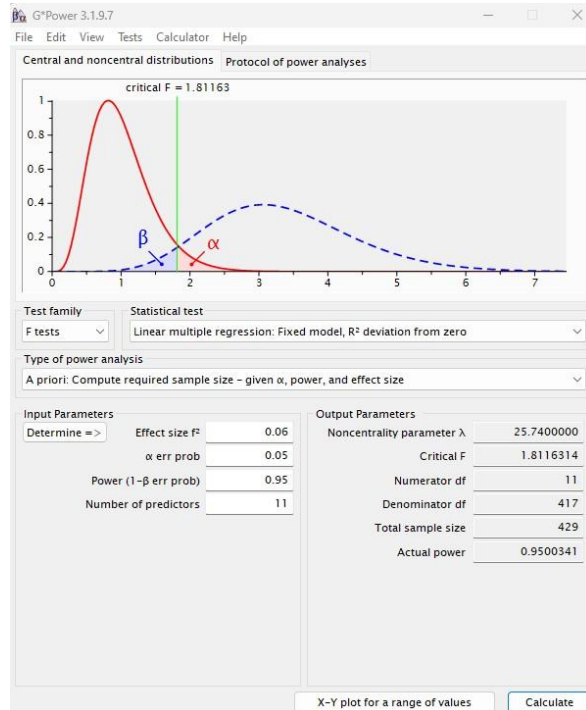 G*Power 3.1.9.7
File Edit View Tests Calculator Help
Central and noncentral distributions Protocol of power analyses
critical F = 1.81163
1
0.8
0.6
0.4
0.2
0
β
α
0 1 2 3 4 5 6 7
Test family Statistical test
F tests Linear multiple regression: Fixed model, R² deviation from zero
Type of power analysis
A priori: Compute required sample size – given α, power, and effect size
Input Parameters Output Parameters
Determine => Effect size f² 0.06 Noncentrality parameter λ 25.7400000
α err prob 0.05 Critical F 1.8116314
Power (1-β err prob) 0.95 Numerator df 11
Number of predictors 11 Denominator df 417
Total sample size 429
Actual power 0.9500341
X-Y plot for a range of values Calculate